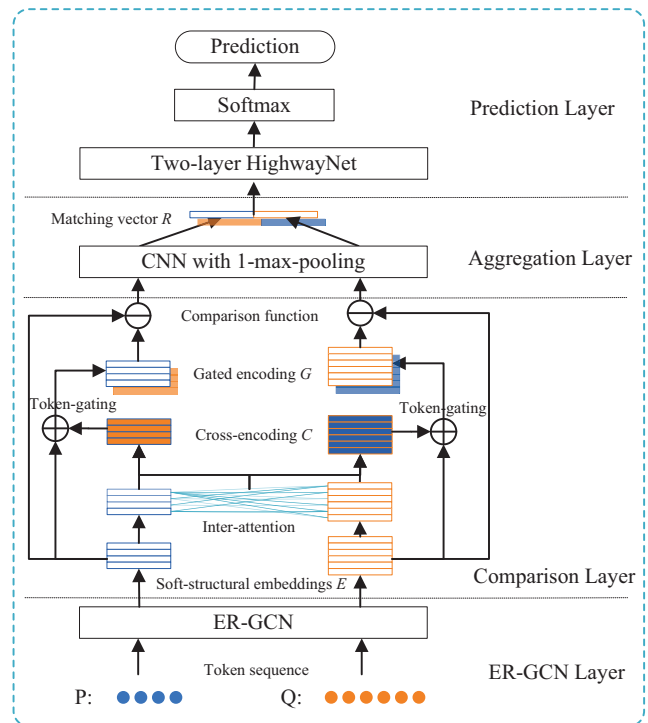 Prediction
Softmax
Prediction Layer
Two-layer HighwayNet
Matching vector R
CNN with 1-max-pooling
Aggregation Layer
Comparison function
Gated encoding G
Token-gating
Token-gating
Cross-encoding C
Inter-attention
Soft-structural embeddings E
Comparison Layer
ER-GCN
Token sequence
ER-GCN Layer
P:
Q: